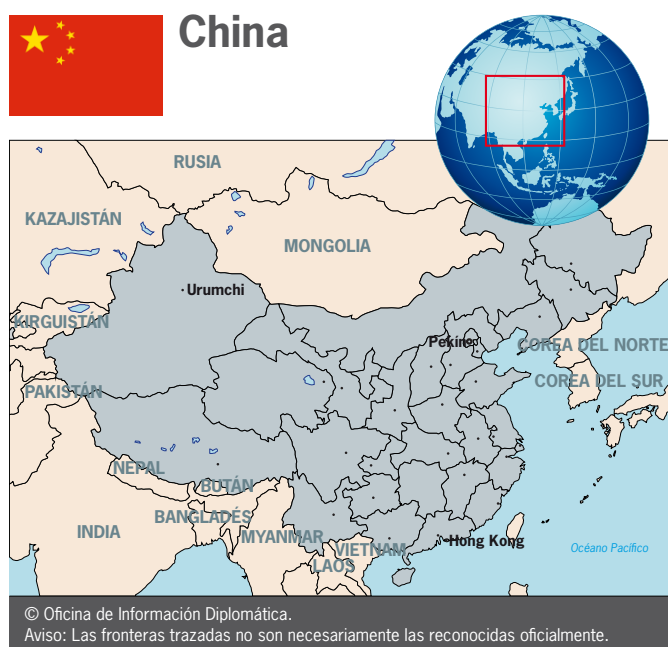 China
RUSIA
KAZAJISTÁN
MONGOLIA
Urumchi
KIRGUISTÁN
Pekín
COREA DEL NORTE
COREA DEL SUR
PAKISTÁN
NEPAL
BUTÁN
BANGLADÉS
INDIA
MYANMAR
VIETNAM
Hong Kong
LAOS
Océano Pacífico
© Oficina de Información Diplomática.
Aviso: Las fronteras trazadas no son necesariamente las reconocidas oficialmente.